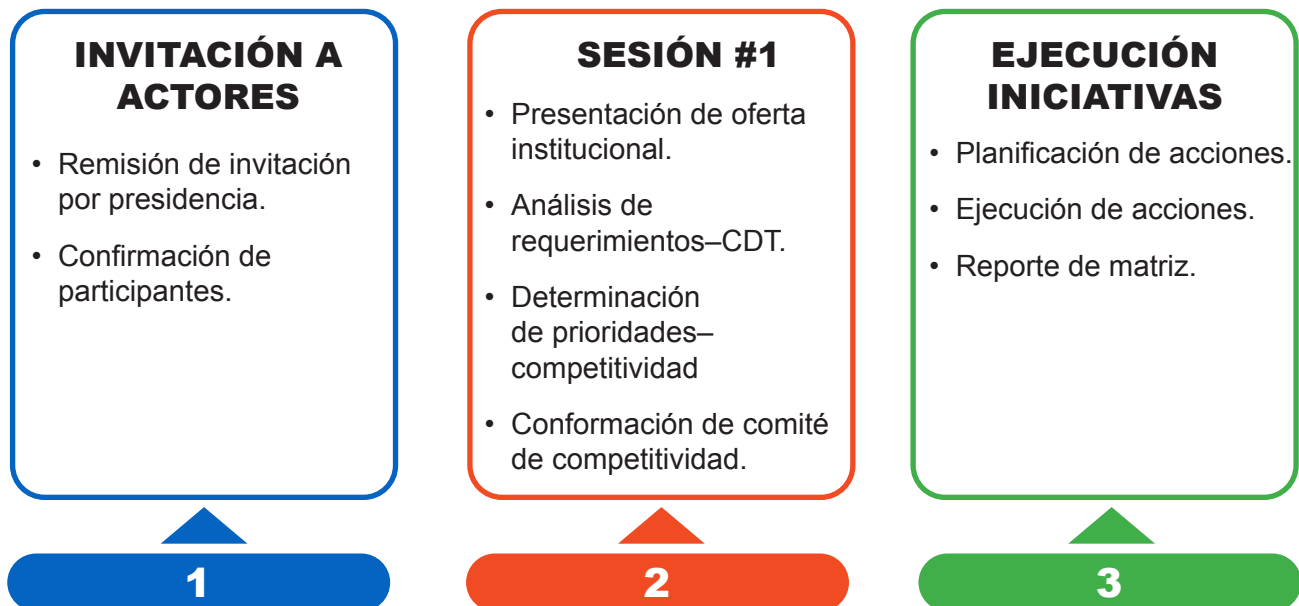 INVITACIÓN A
ACTORES
• Remisión de invitación
por presidencia.
• Confirmación de
participantes.
1
SESIÓN #1
• Presentación de oferta
institucional.
• Análisis de
requerimientos–CDT.
• Determinación
de prioridades–
competitividad
• Conformación de comité
de competitividad.
2
EJECUCIÓN
INICIATIVAS
• Planificación de acciones.
• Ejecución de acciones.
• Reporte de matriz.
3